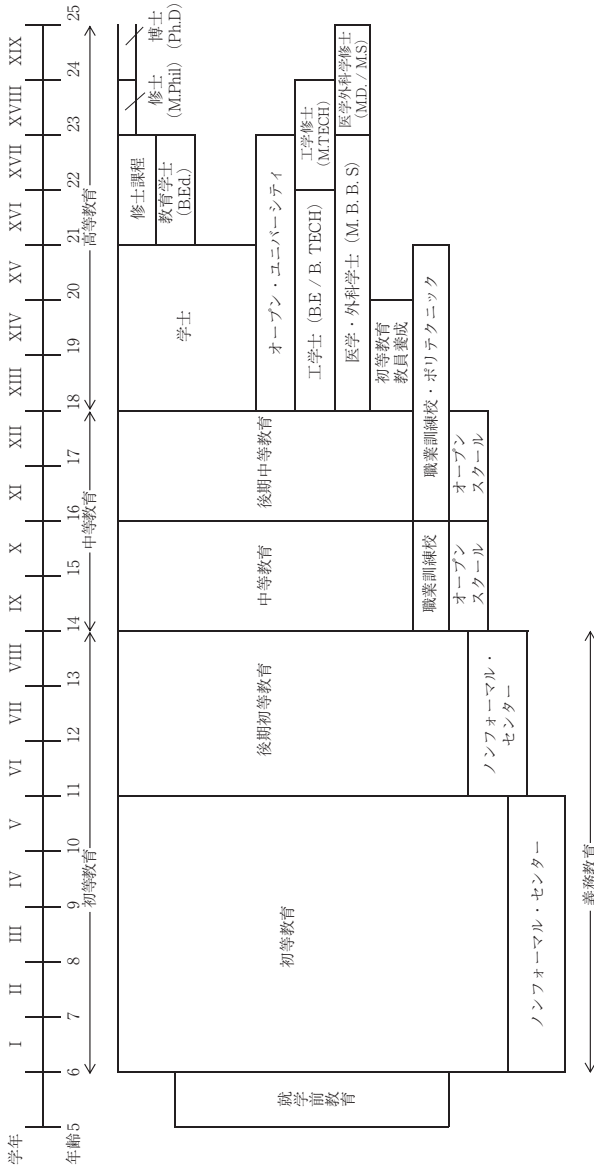 学年
I
II
III
IV
V
VI
VII
VIII
IX
X
XI
XII
XIII
XIV
XV
XVI
XVII
XVIII
XIX
年齢
5
6
7
8
9
10
11
12
13
14
15
16
17
18
19
20
21
22
23
24
25
初等教育
中等教育
高等教育
就学前教育
初等教育
後期初等教育
中等教育
後期中等教育
学士
修士課程
教育学士
(B.Ed.)
修士
(M.Phil)
博士
(Ph.D)
オープン・ユニバーシティ
工学士 (B.E / B. TECH)
工学修士
(M.TECH)
医学・外科学士 (M. B. B. S)
医学外科学修士
(M.D. / M.S)
初等教育
教員養成
職業訓練校
職業訓練校・ポリテクニック
オープン
スクール
オープン
スクール
ノンフォーマル・
センター
ノンフォーマル・センター
義務教育